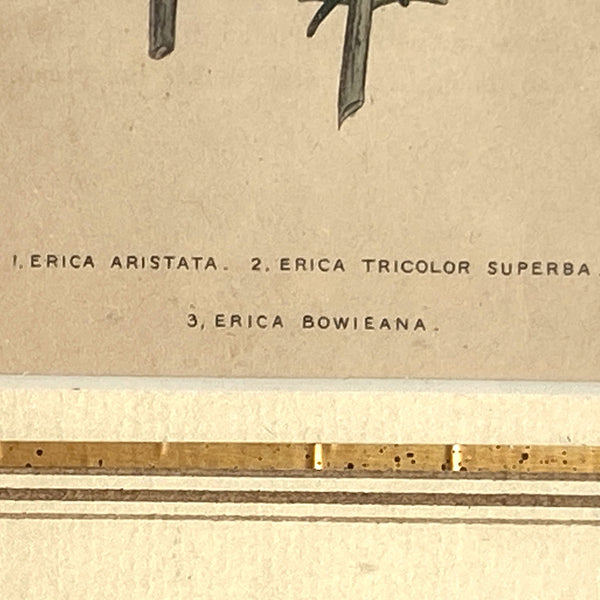 1, ERICA ARISTATA. 2, ERICA TRICOLOR SUPERBA.
3, ERICA BOWIEANA.